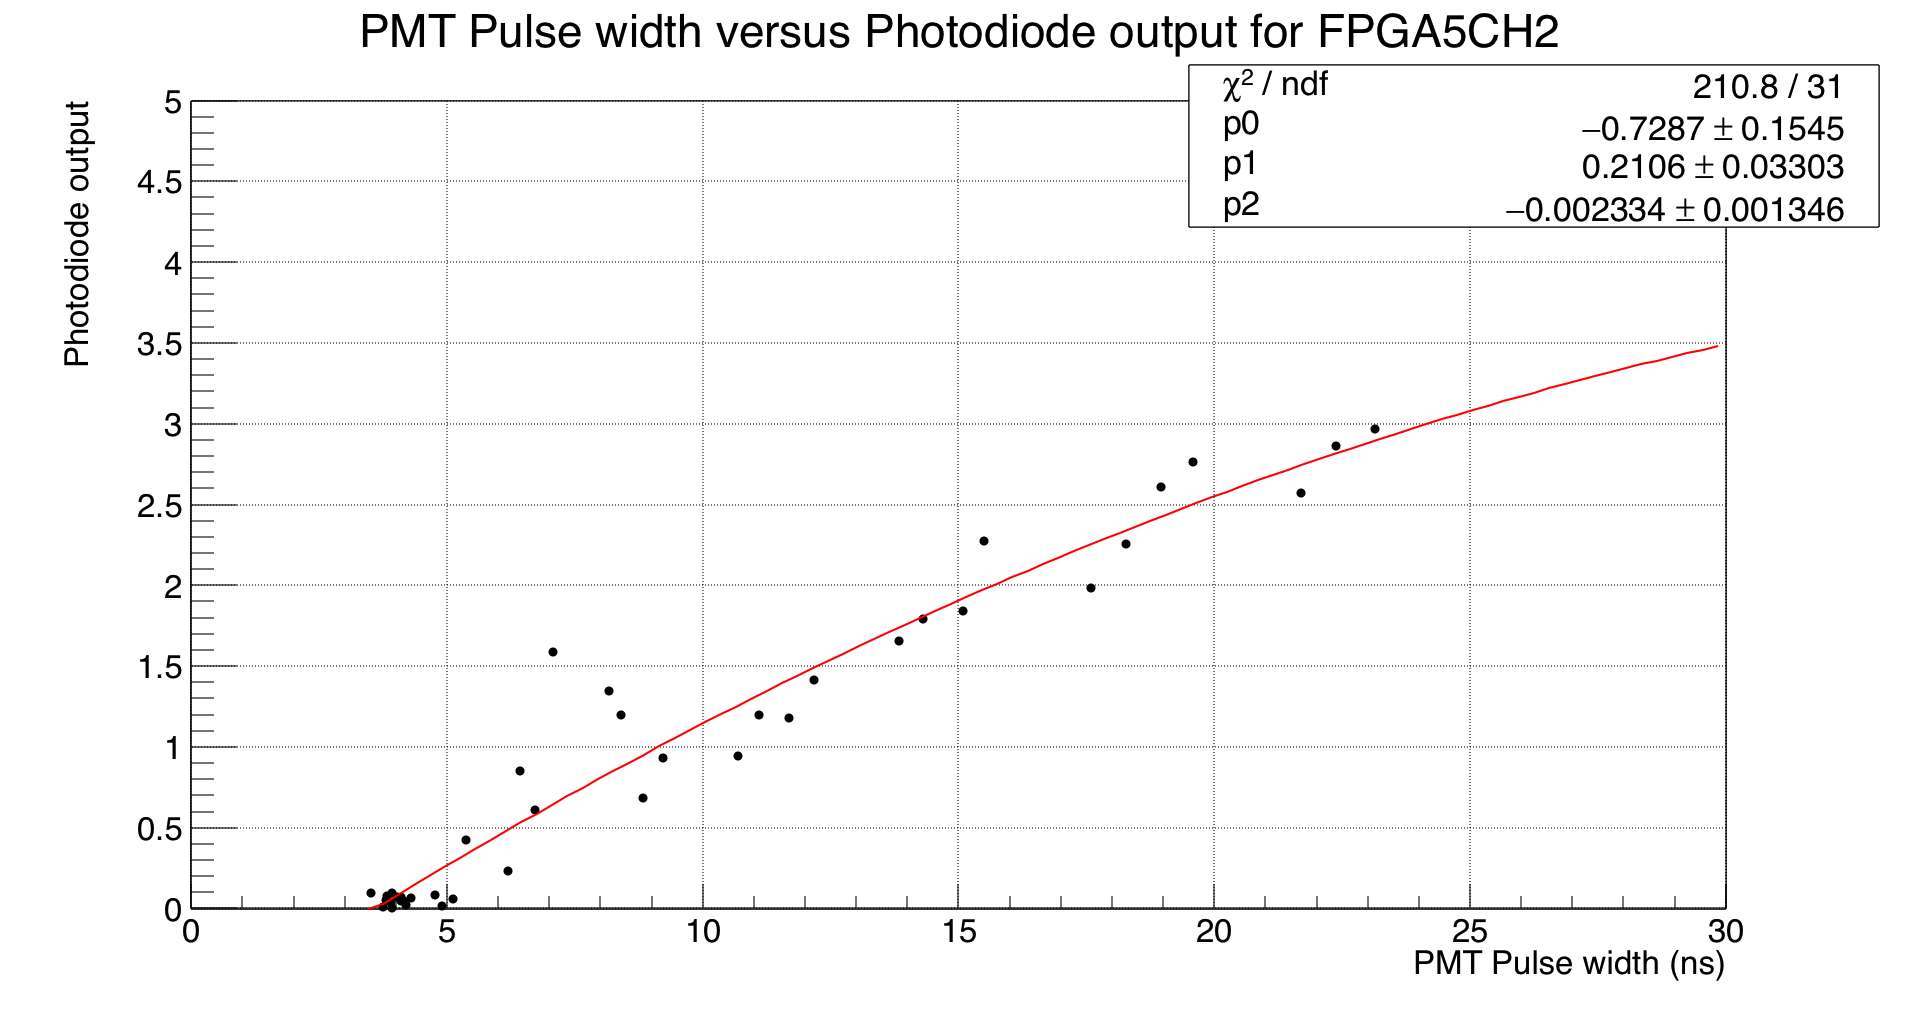 PMT Pulse width versus Photodiode output for FPGA5CH2
χ² / ndf 210.8 / 31
p0 −0.7287 ± 0.1545
p1 0.2106 ± 0.03303
p2 −0.002334 ± 0.001346
Photodiode output
5
4.5
4
3.5
3
2.5
2
1.5
1
0.5
0
0 5 10 15 20 25 30
PMT Pulse width (ns)